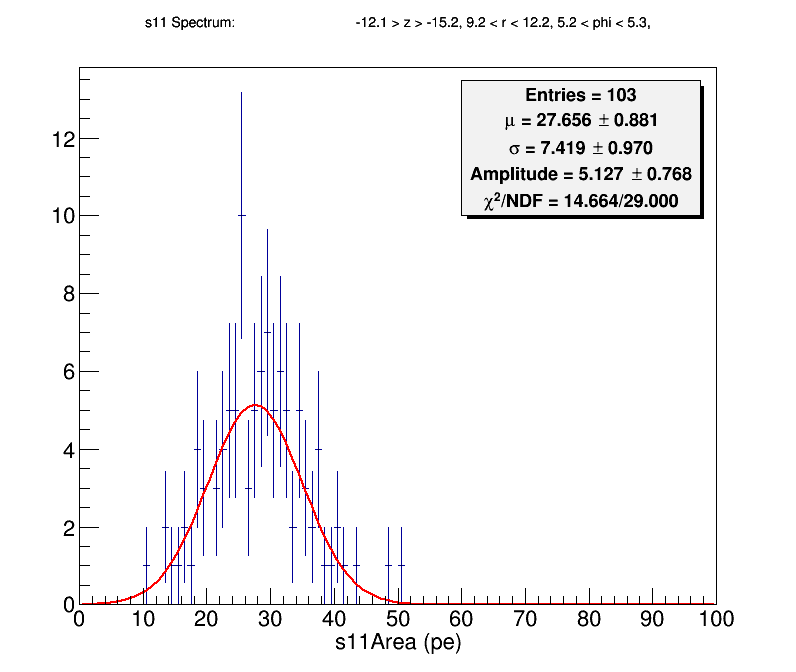 s11 Spectrum: -12.1 > z > -15.2, 9.2 < r < 12.2, 5.2 < phi < 5.3,
Entries = 103
μ = 27.656 ± 0.881
σ = 7.419 ± 0.970
Amplitude = 5.127 ± 0.768
χ²/NDF = 14.664/29.000
12
10
8
6
4
2
0
0 10 20 30 40 50 60 70 80 90 100
s11Area (pe)